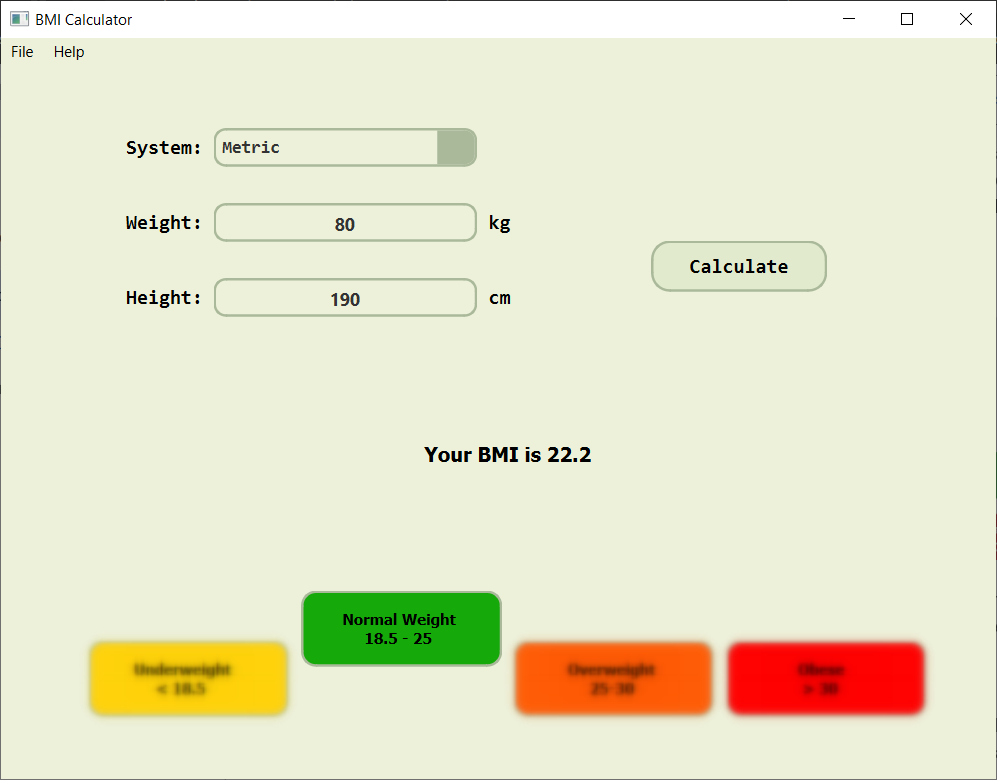 BMI Calculator
File Help
System: Metric
Weight: 80 kg
Calculate
Height: 190 cm
Your BMI is 22.2
Normal Weight
18.5 - 25
Underweight
< 18.5
Overweight
25-30
Obese
> 30